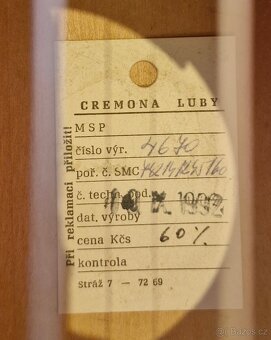 CREMONA LUBY
MSP
číslo výr. 4670
poř. č. SMC
č. techn.
dat. výroby
cena Kčs 60%
kontrola
Stráž 7 — 72 69
Při reklamaci přiložit!